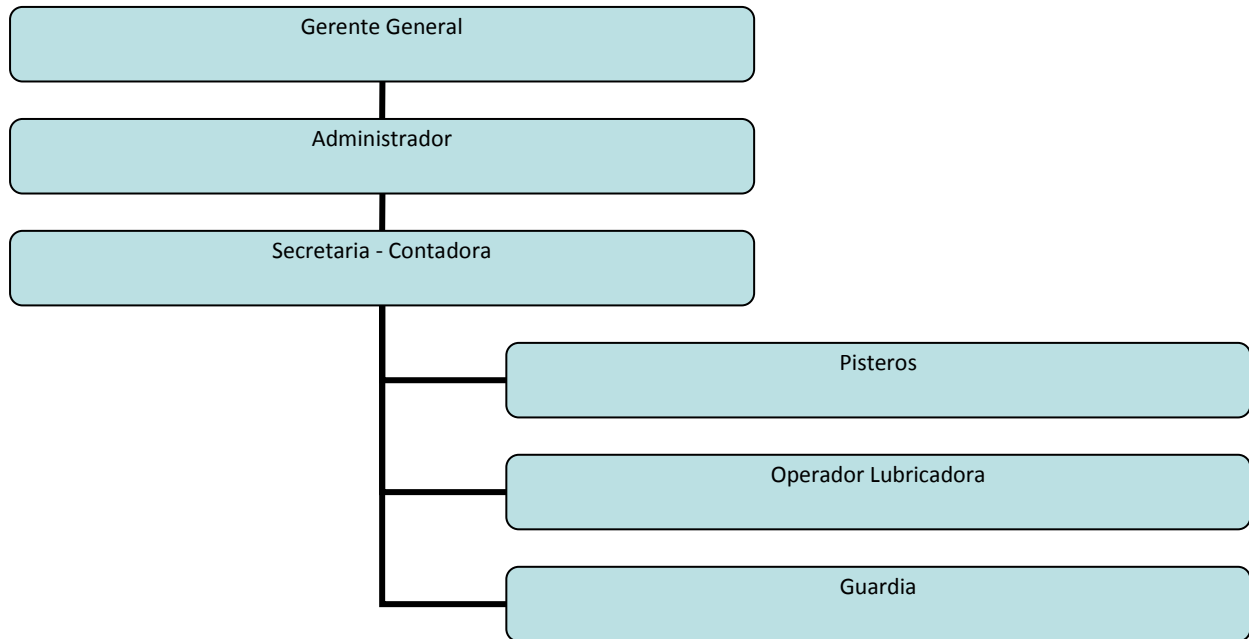 Gerente General
Administrador
Secretaria - Contadora
Pisteros
Operador Lubricadora
Guardia